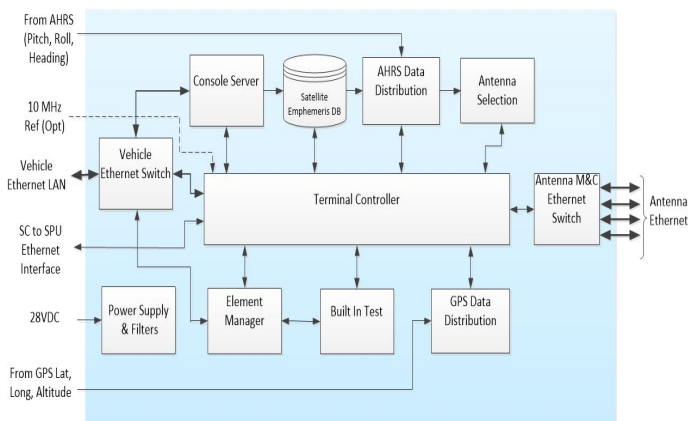 From AHRS
(Pitch, Roll,
Heading)
10 MHz
Ref (Opt)
Vehicle
Ethernet LAN
SC to SPU
Ethernet
Interface
28VDC
From GPS Lat,
Long, Altitude
Console Server
Satellite
Emphemeris DB
AHRS Data
Distribution
Antenna
Selection
Vehicle
Ethernet Switch
Terminal Controller
Antenna M&C
Ethernet
Switch
Antenna
Ethernet
Power Supply
& Filters
Element
Manager
Built In Test
GPS Data
Distribution